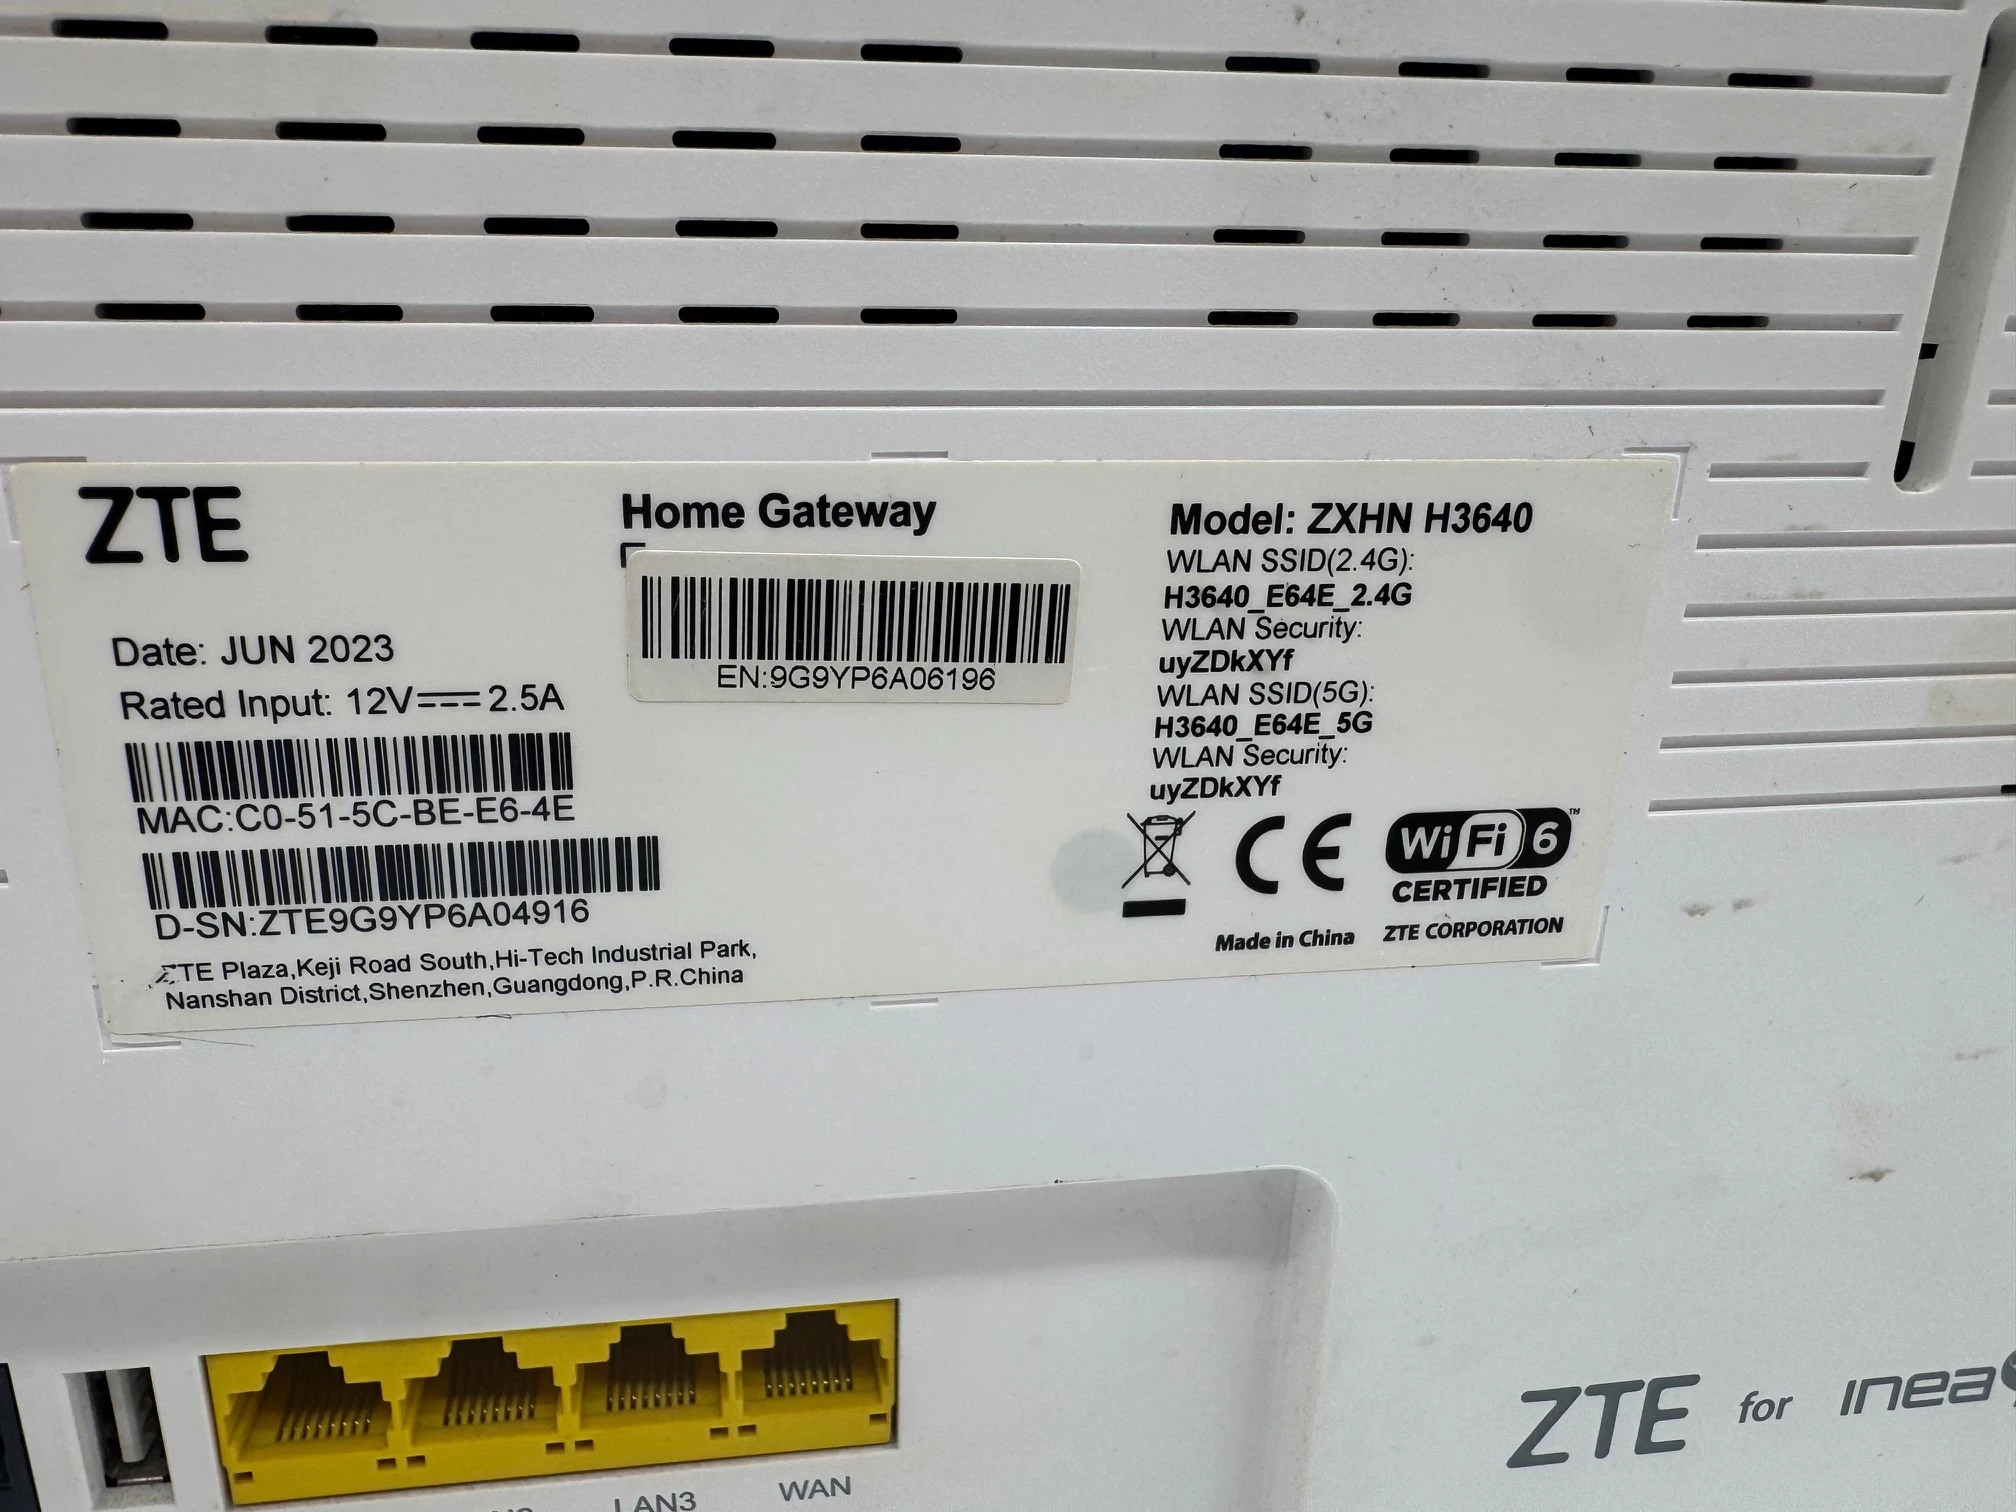 ZTE
Home Gateway
EN:9G9YP6A06196
Date: JUN 2023
Rated Input: 12V 2.5A
MAC:C0-51-5C-BE-E6-4E
D-SN:ZTE9G9YP6A04916
ZTE Plaza,Keji Road South,Hi-Tech Industrial Park,
Nanshan District,Shenzhen,Guangdong,P.R.China
Model: ZXHN H3640
WLAN SSID(2.4G):
H3640_E64E_2.4G
WLAN Security:
uyZDkXYf
WLAN SSID(5G):
H3640_E64E_5G
WLAN Security:
uyZDkXYf
CE
WiFi 6™
CERTIFIED
Made in China
ZTE CORPORATION
LAN3
WAN
ZTE for inea